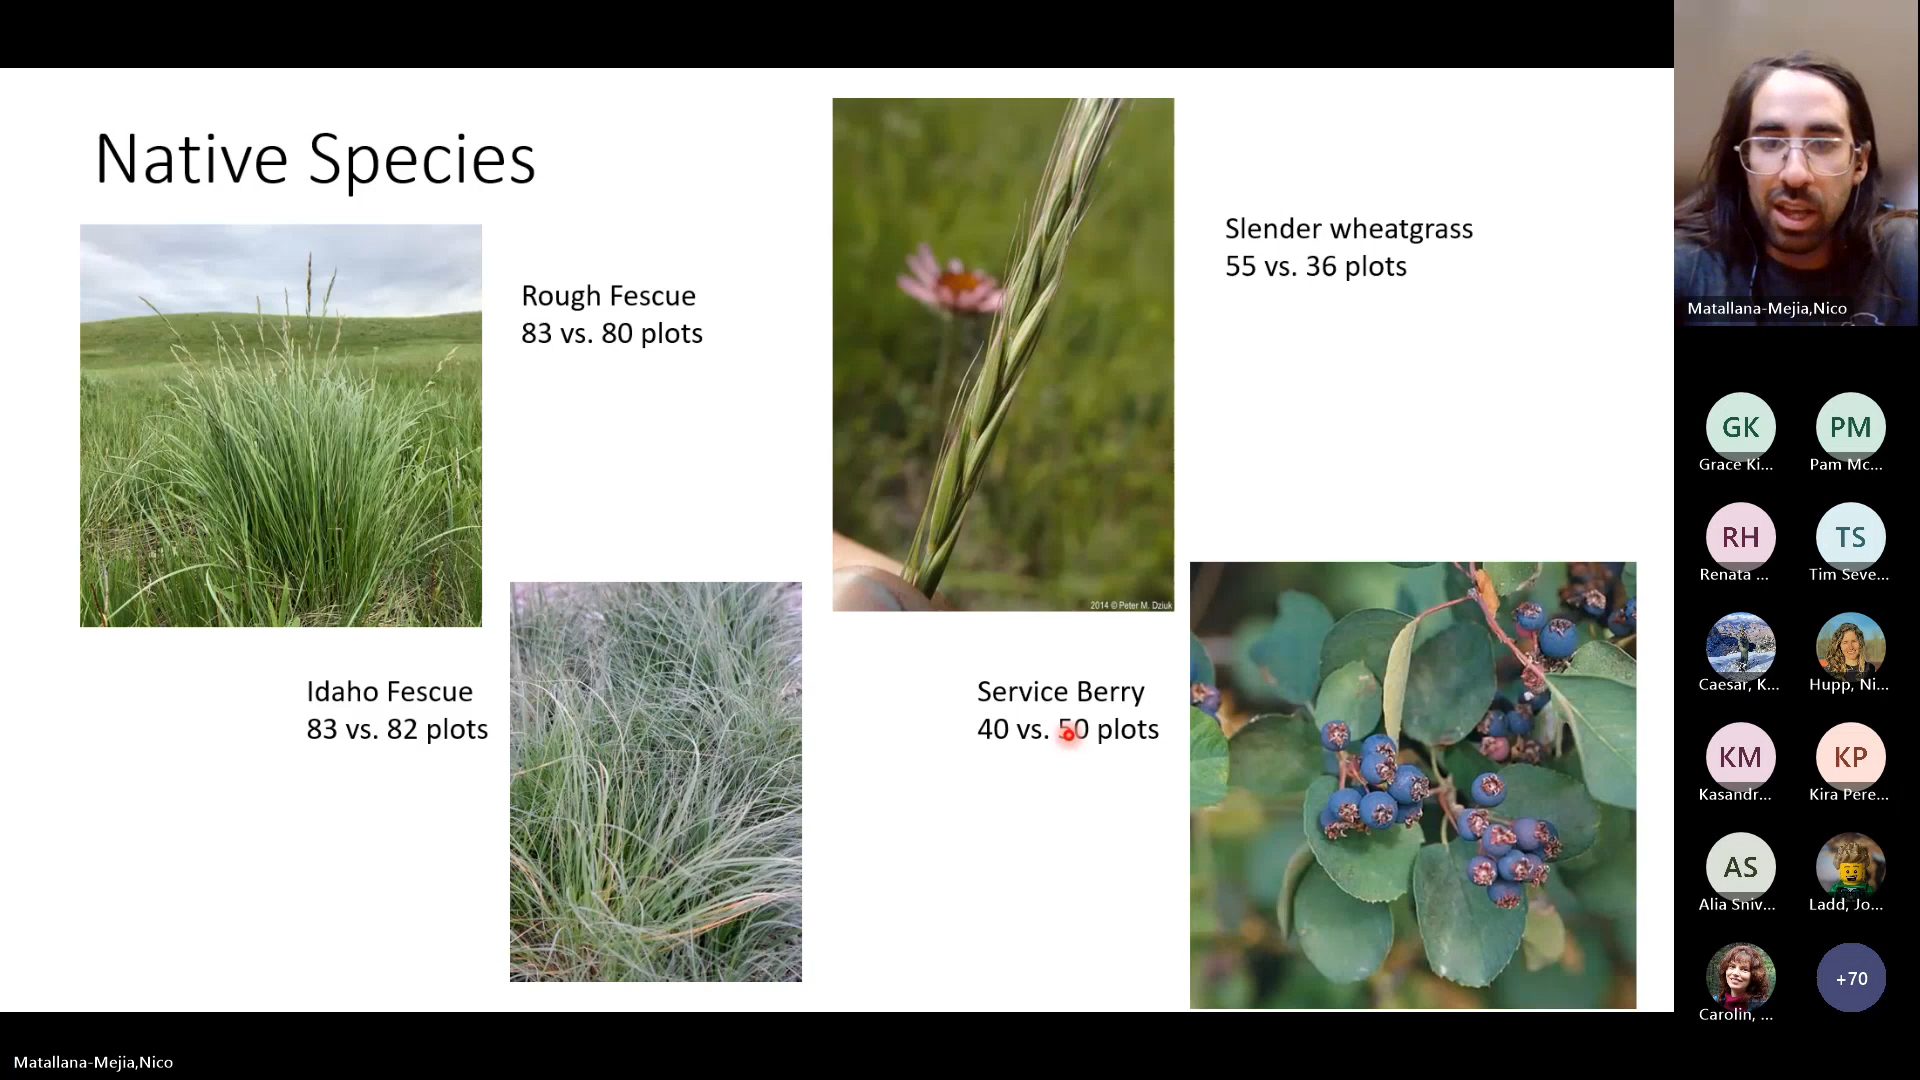 Native Species
Rough Fescue
83 vs. 80 plots
Slender wheatgrass
55 vs. 36 plots
2014 © Peter M. Dziuk
Idaho Fescue
83 vs. 82 plots
Service Berry
40 vs. 50 plots
Matallana-Mejia,Nico
GK
PM
Grace Ki...
Pam Mc...
RH
TS
Renata ...
Tim Seve...
Caesar, K...
Hupp, Ni...
KM
KP
Kasandr...
Kira Pere...
AS
Alia Sniv...
Ladd, Jo...
+70
Carolin, ...
Matallana-Mejia,Nico